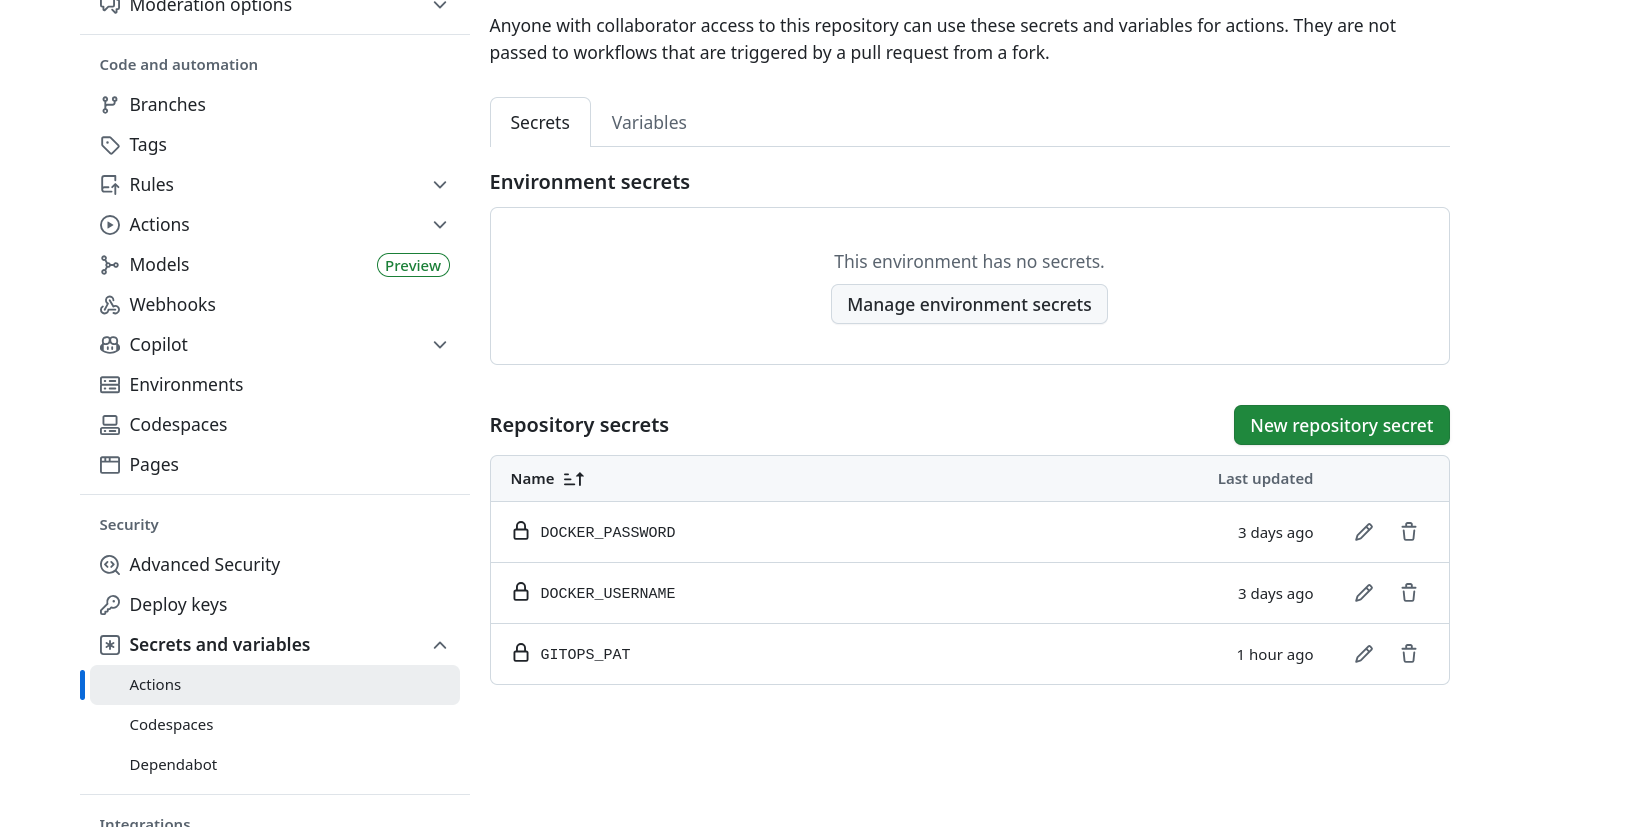 Moderation options
Code and automation
Branches
Tags
Rules
Actions
Models Preview
Webhooks
Copilot
Environments
Codespaces
Pages
Security
Advanced Security
Deploy keys
Secrets and variables
Actions
Codespaces
Dependabot
Integrations
Anyone with collaborator access to this repository can use these secrets and variables for actions. They are not
passed to workflows that are triggered by a pull request from a fork.
Secrets Variables
Environment secrets
This environment has no secrets.
Manage environment secrets
Repository secrets New repository secret
Name Last updated
DOCKER_PASSWORD 3 days ago
DOCKER_USERNAME 3 days ago
GITOPS_PAT 1 hour ago